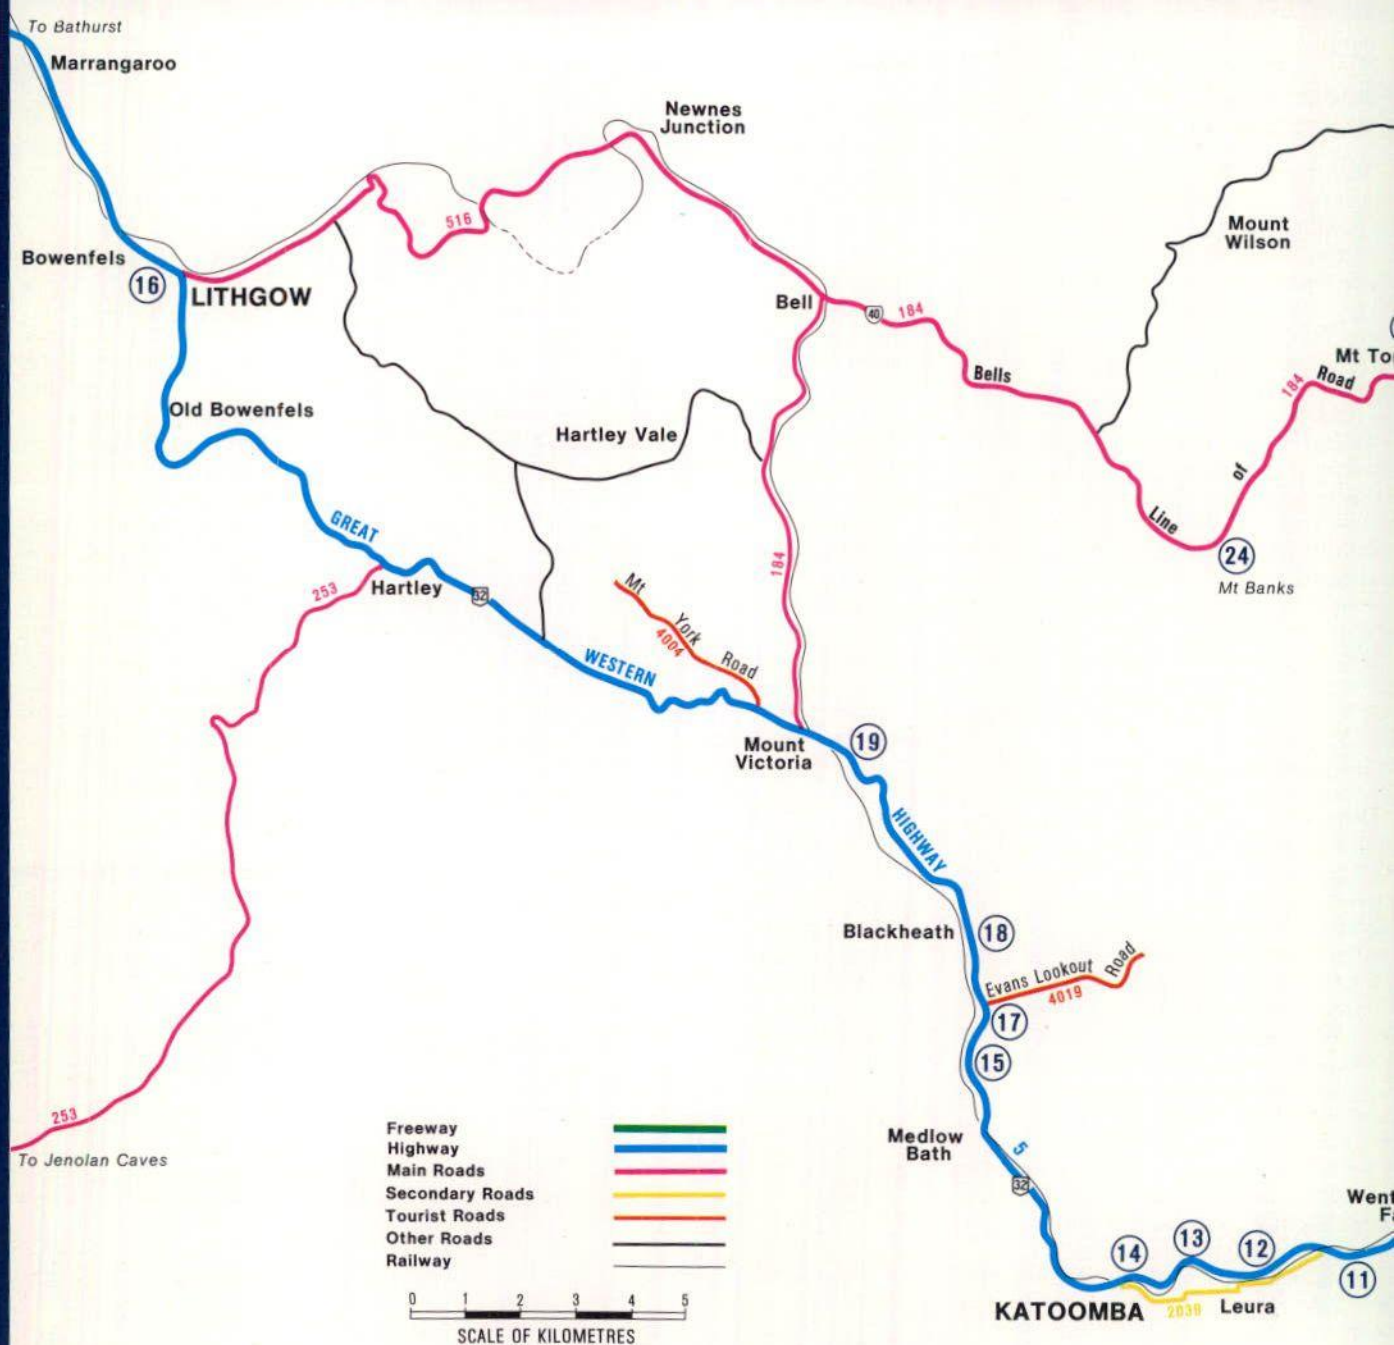 To Bathurst
Marrangaroo
Newnes
Junction
516
Mount
Wilson
Bowenfels
16
LITHGOW
Bell
40
184
Mt
Bells
184
Road
Old Bowenfels
Hartley Vale
of
Line
24
Mt Banks
GREAT
184
253
Hartley
32
Mt
York
Road
4004
WESTERN
Mount
Victoria
19
HIGHWAY
Blackheath
18
Evans Lookout Road
4019
17
15
253
To Jenolan Caves
Medlow
Bath
5
32
Freeway
Highway
Main Roads
Secondary Roads
Tourist Roads
Other Roads
Railway
0 1 2 3 4 5
SCALE OF KILOMETRES
14
13
12
11
KATOOMBA
2039
Leura